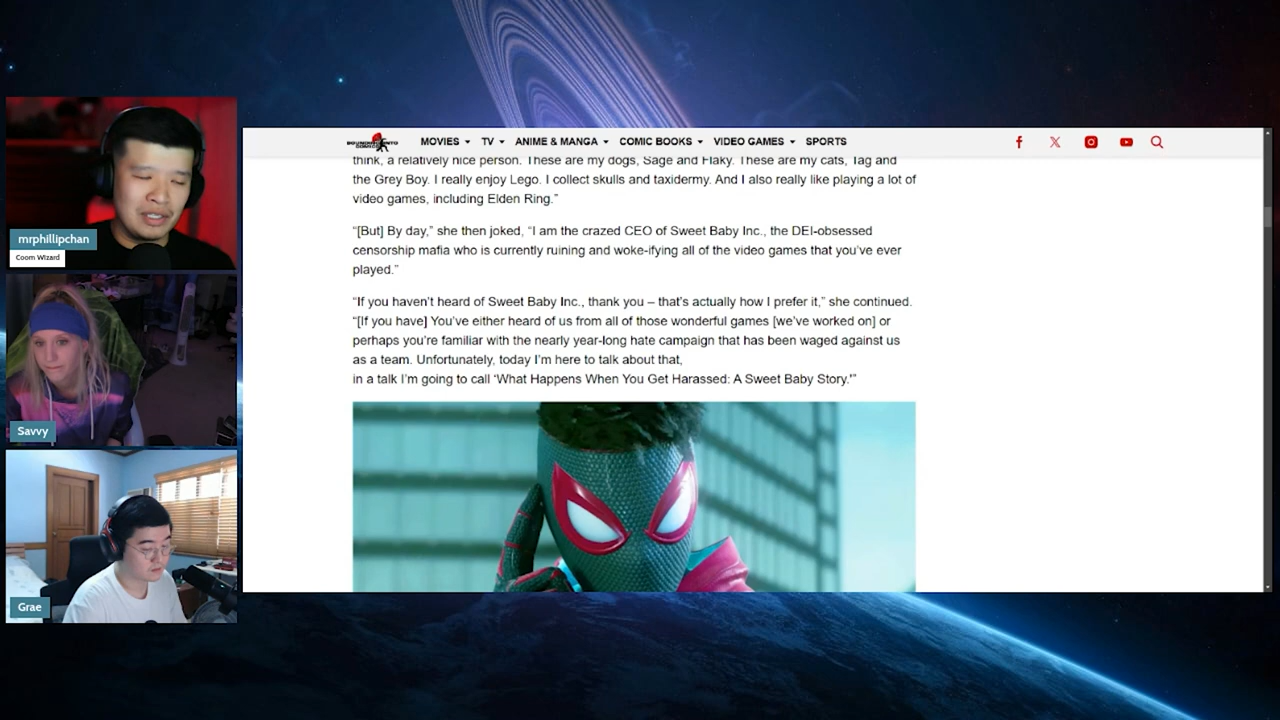 mrphillipchan
Coom Wizard
Savvy
Grae
BOUNDING INTO
COMICS
MOVIES
TV
ANIME & MANGA
COMIC BOOKS
VIDEO GAMES
SPORTS
think, a relatively nice person. These are my dogs, Sage and Flaky. These are my cats, Tag and
the Grey Boy. I really enjoy Lego. I collect skulls and taxidermy. And I also really like playing a lot of
video games, including Elden Ring.”
“[But] By day,” she then joked, “I am the crazed CEO of Sweet Baby Inc., the DEI-obsessed
censorship mafia who is currently ruining and woke-ifying all of the video games that you’ve ever
played.”
“If you haven’t heard of Sweet Baby Inc., thank you – that’s actually how I prefer it,” she continued.
“[If you have] You’ve either heard of us from all of those wonderful games [we’ve worked on] or
perhaps you’re familiar with the nearly year-long hate campaign that has been waged against us
as a team. Unfortunately, today I’m here to talk about that,
in a talk I’m going to call ‘What Happens When You Get Harassed: A Sweet Baby Story.’”